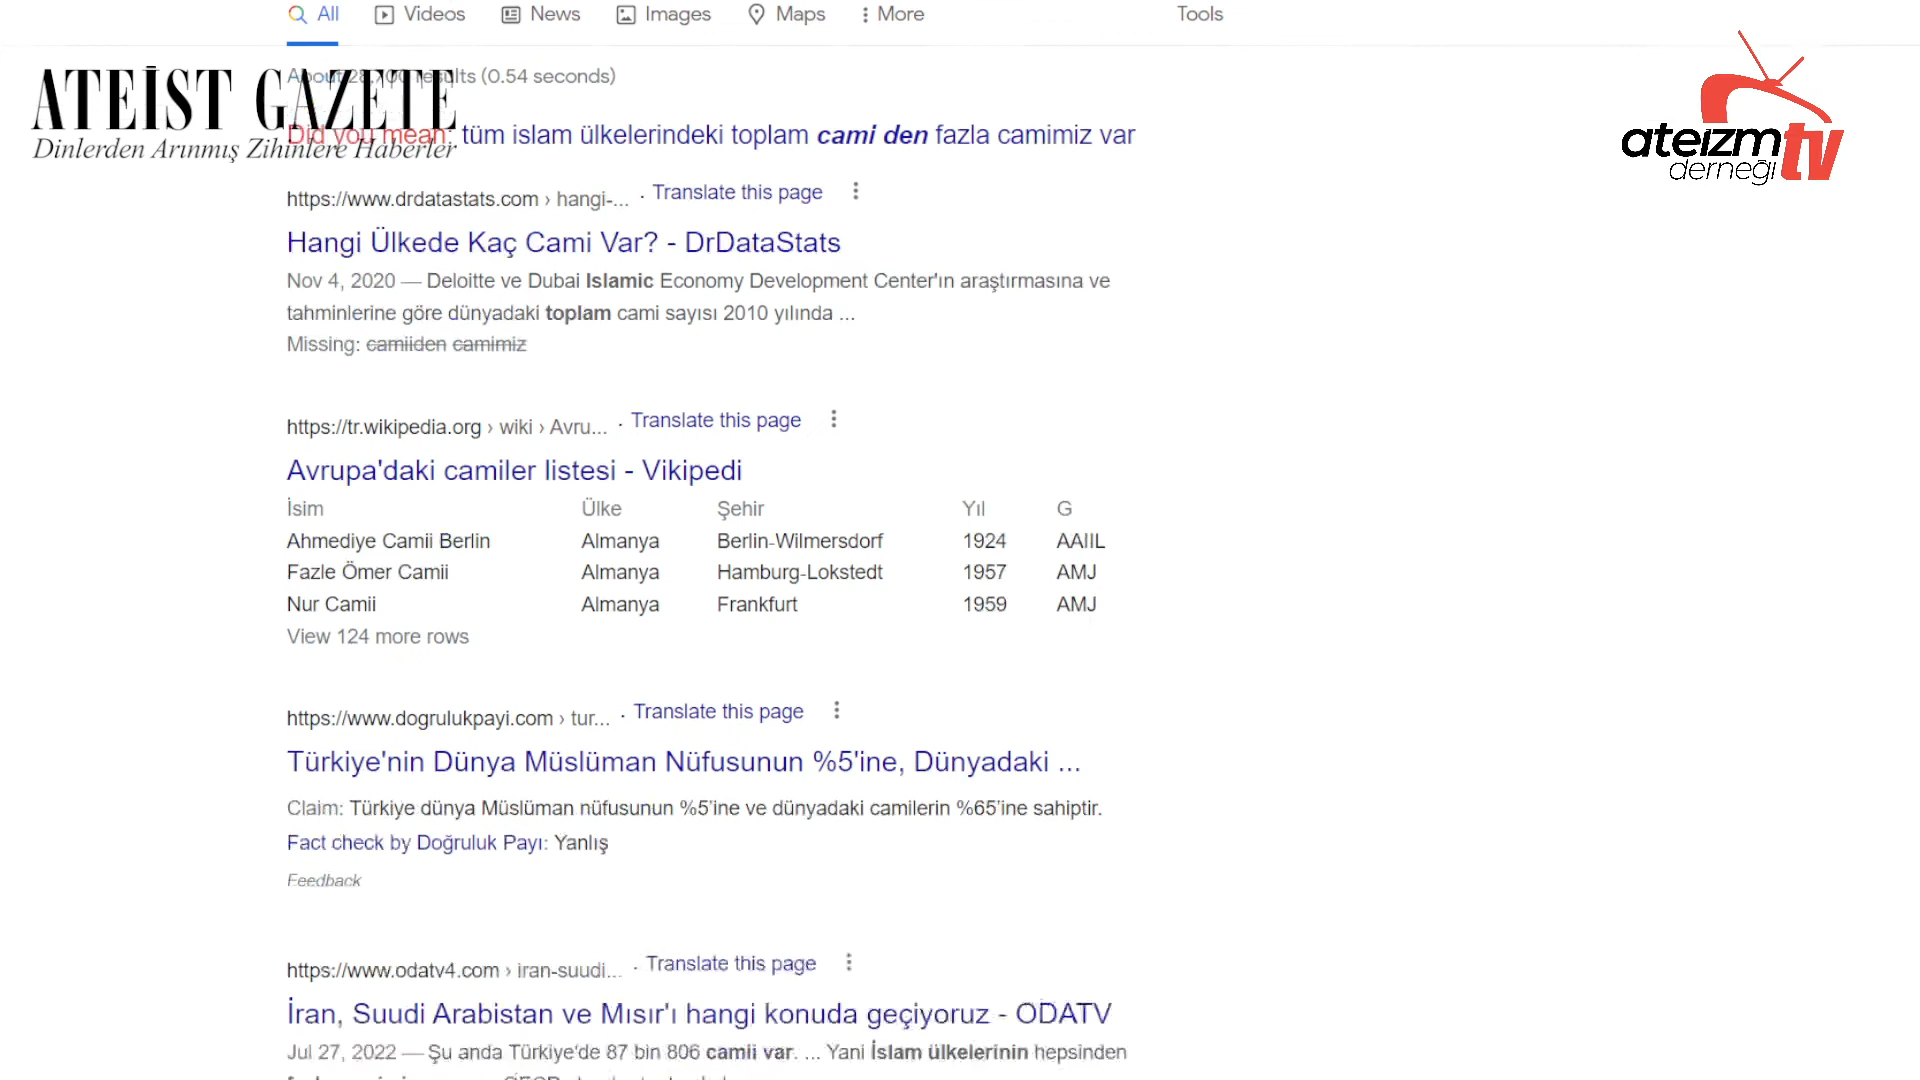 All Videos News Images Maps More Tools
About 28,700 results (0.54 seconds)
ATEİST GAZETE
Dinlerden Arınmış Zihinlere Haberler
ateizm tv
derneği
Did you mean: tüm islam ülkelerindeki toplam cami den fazla camimiz var
https://www.drdatastats.com › hangi-... · Translate this page
Hangi Ülkede Kaç Cami Var? - DrDataStats
Nov 4, 2020 — Deloitte ve Dubai Islamic Economy Development Center'ın araştırmasına ve
tahminlerine göre dünyadaki toplam cami sayısı 2010 yılında ...
Missing: camiiden camimiz
https://tr.wikipedia.org › wiki › Avru... · Translate this page
Avrupa'daki camiler listesi - Vikipedi
İsim Ülke Şehir Yıl G
Ahmediye Camii Berlin Almanya Berlin-Wilmersdorf 1924 AAIIL
Fazle Ömer Camii Almanya Hamburg-Lokstedt 1957 AMJ
Nur Camii Almanya Frankfurt 1959 AMJ
View 124 more rows
https://www.dogrulukpayi.com › tur... · Translate this page
Türkiye'nin Dünya Müslüman Nüfusunun %5'ine, Dünyadaki ...
Claim: Türkiye dünya Müslüman nüfusunun %5'ine ve dünyadaki camilerin %65'ine sahiptir.
Fact check by Doğruluk Payı: Yanlış
Feedback
https://www.odatv4.com › iran-suudi... · Translate this page
İran, Suudi Arabistan ve Mısır'ı hangi konuda geçiyoruz - ODATV
Jul 27, 2022 — Şu anda Türkiye'de 87 bin 806 camii var. ... Yani İslam ülkelerinin hepsinden